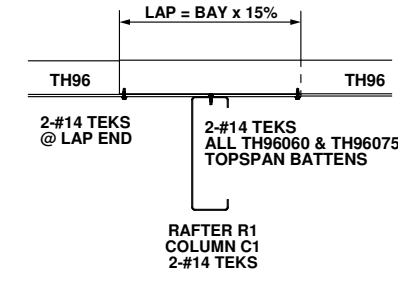 LAP = BAY x 15%
TH96
TH96
2-#14 TEKS
@ LAP END
2-#14 TEKS
ALL TH96060 & TH96075
TOPSPAN BATTENS
RAFTER R1
COLUMN C1
2-#14 TEKS